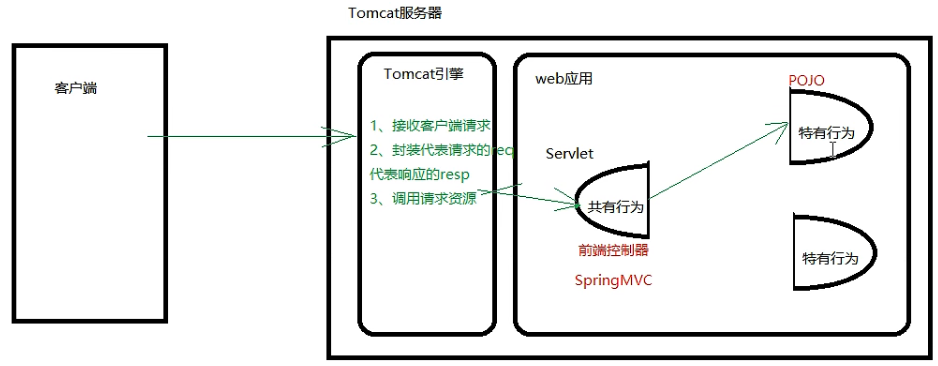 Tomcat服务器
客户端
Tomcat引擎
1、接收客户端请求
2、封装代表请求的req
代表响应的resp
3、调用请求资源
web应用
Servlet
共有行为
前端控制器
SpringMVC
POJO
特有行为
特有行为